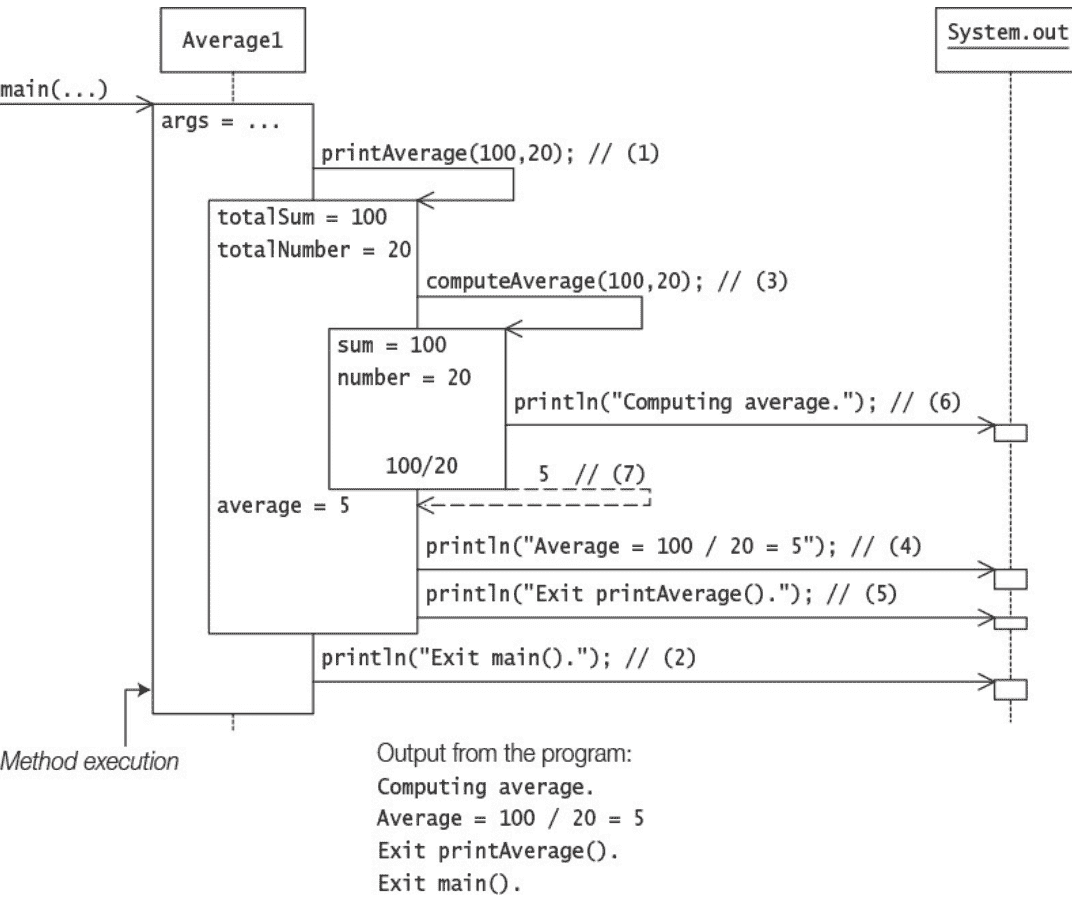 Average1
System.out
main(...)
args = ...
printAverage(100,20); // (1)
totalSum = 100
totalNumber = 20
computeAverage(100,20); // (3)
sum = 100
number = 20
println("Computing average."); // (6)
100/20
5 // (7)
average = 5
println("Average = 100 / 20 = 5"); // (4)
println("Exit printAverage()."); // (5)
println("Exit main()."); // (2)
Method execution
Output from the program:
Computing average.
Average = 100 / 20 = 5
Exit printAverage().
Exit main().